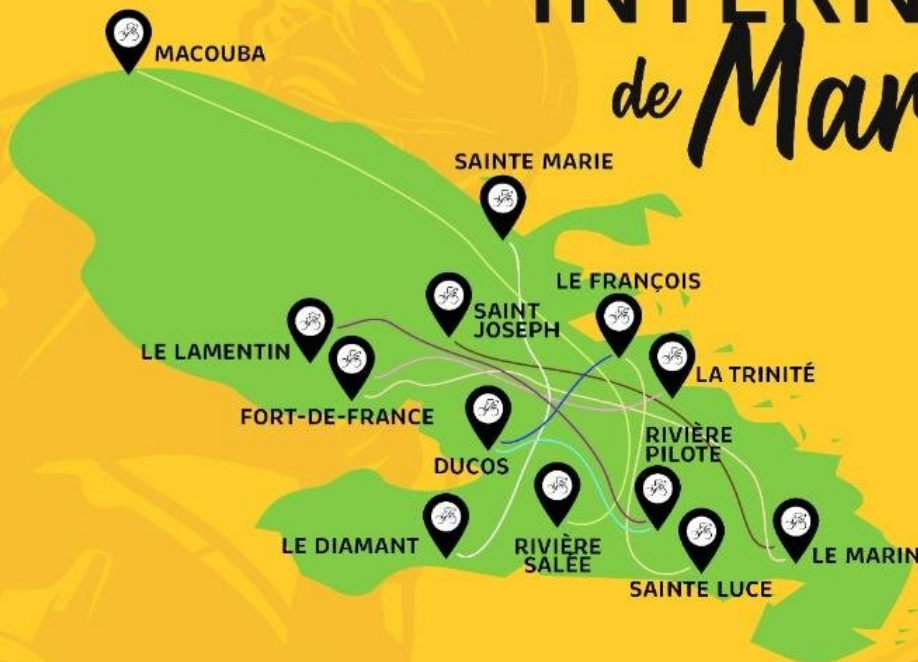 INTERN
de Mar
MACOUBA
SAINTE MARIE
LE FRANÇOIS
SAINT
JOSEPH
LE LAMENTIN
LA TRINITÉ
FORT-DE-FRANCE
RIVIÈRE
PILOTE
DUCOS
LE DIAMANT
RIVIÈRE
SALÉE
LE MARIN
SAINTE LUCE